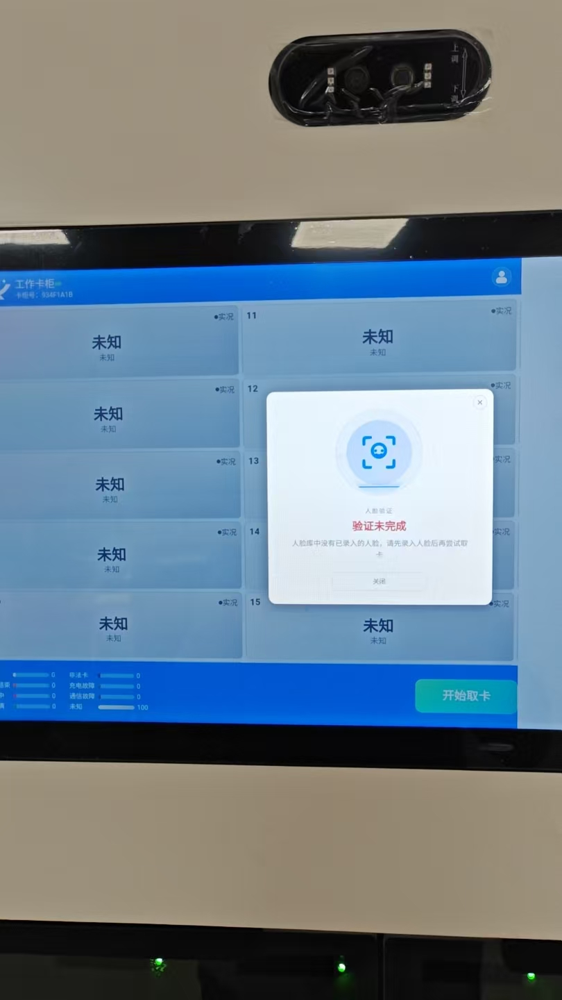 上调
下调
工作卡柜
卡柜号：934F1A1B
实况
未知
未知
11
实况
未知
未知
实况
未知
未知
12
实况
实况
未知
未知
13
实况
实况
未知
未知
14
实况
实况
未知
未知
15
实况
未知
未知
人脸验证
验证未完成
人脸库中没有已录入的人脸，请先录入人脸后再尝试取
卡
关闭
0
非法卡
0
结束
0
充电故障
0
中
0
通信故障
0
满
0
未知
100
开始取卡